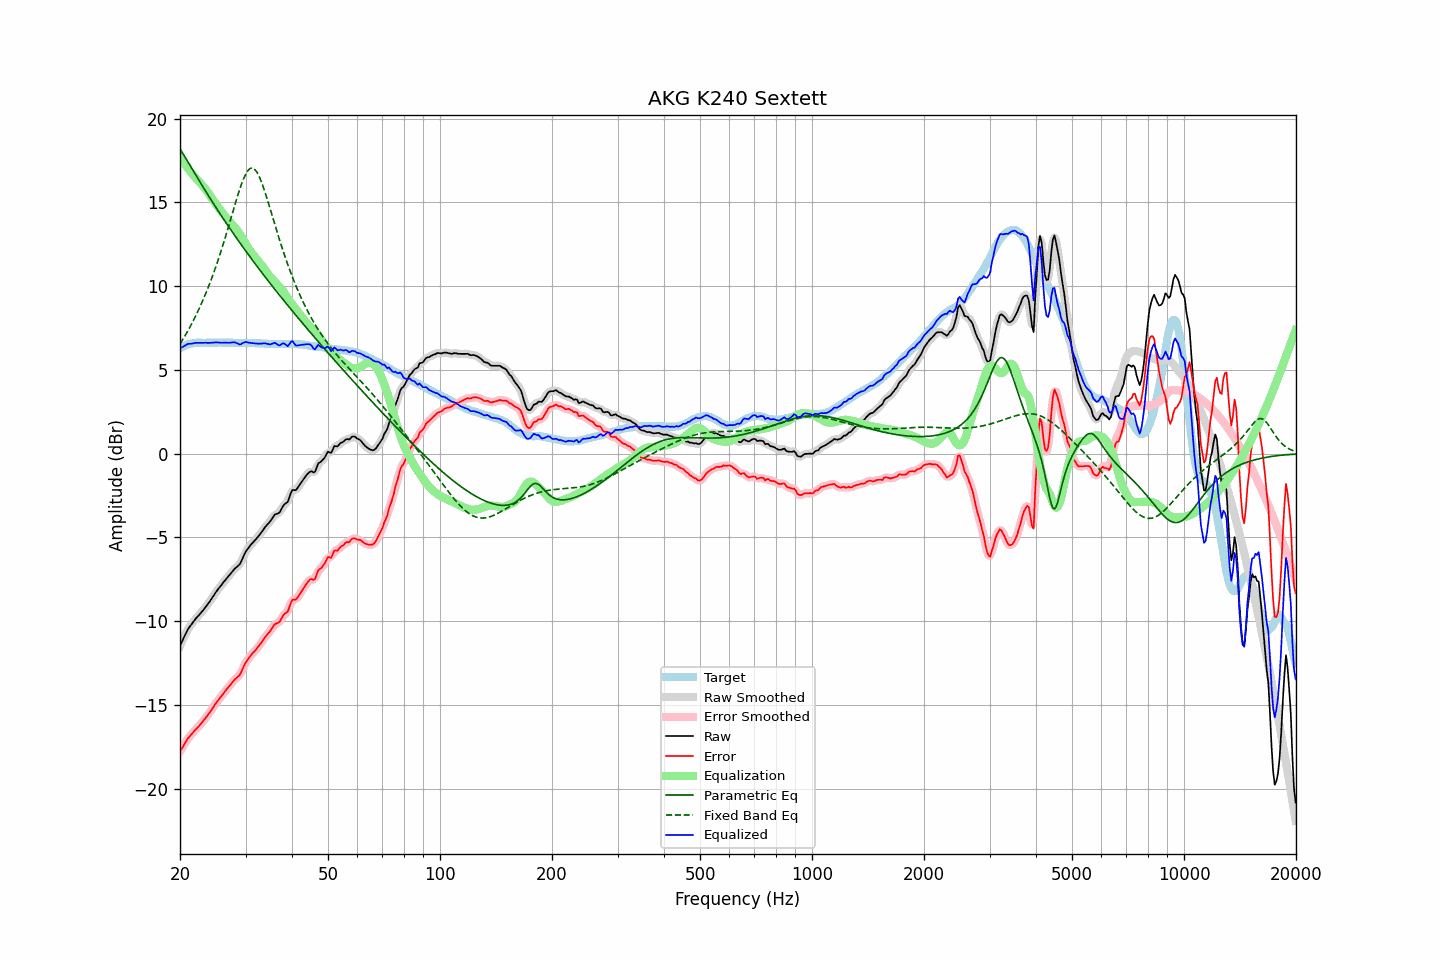 AKG K240 Sextett
Amplitude (dBr)
20
15
10
5
0
−5
−10
−15
−20
Target
Raw Smoothed
Error Smoothed
Raw
Error
Equalization
Parametric Eq
Fixed Band Eq
Equalized
20 50 100 200 500 1000 2000 5000 10000 20000
Frequency (Hz)